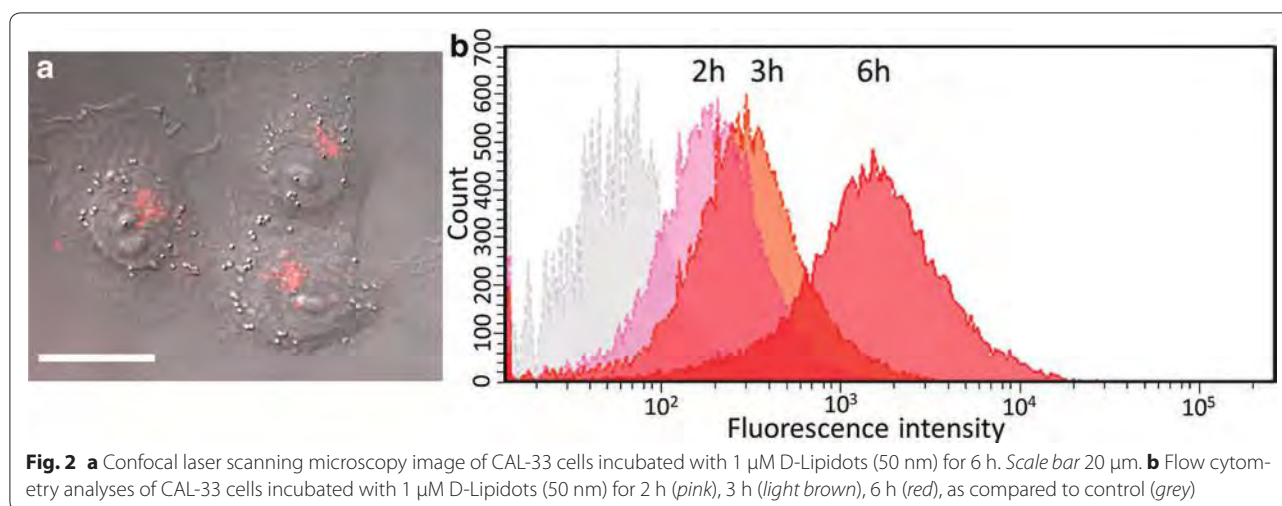 a
b
700
600
500
400
300
200
100
0
Count
2h 3h 6h
10² 10³ 10⁴ 10⁵
Fluorescence intensity
Fig. 2 a Confocal laser scanning microscopy image of CAL-33 cells incubated with 1 µM D-Lipidots (50 nm) for 6 h. Scale bar 20 µm. b Flow cytom-
etry analyses of CAL-33 cells incubated with 1 µM D-Lipidots (50 nm) for 2 h (pink), 3 h (light brown), 6 h (red), as compared to control (grey)